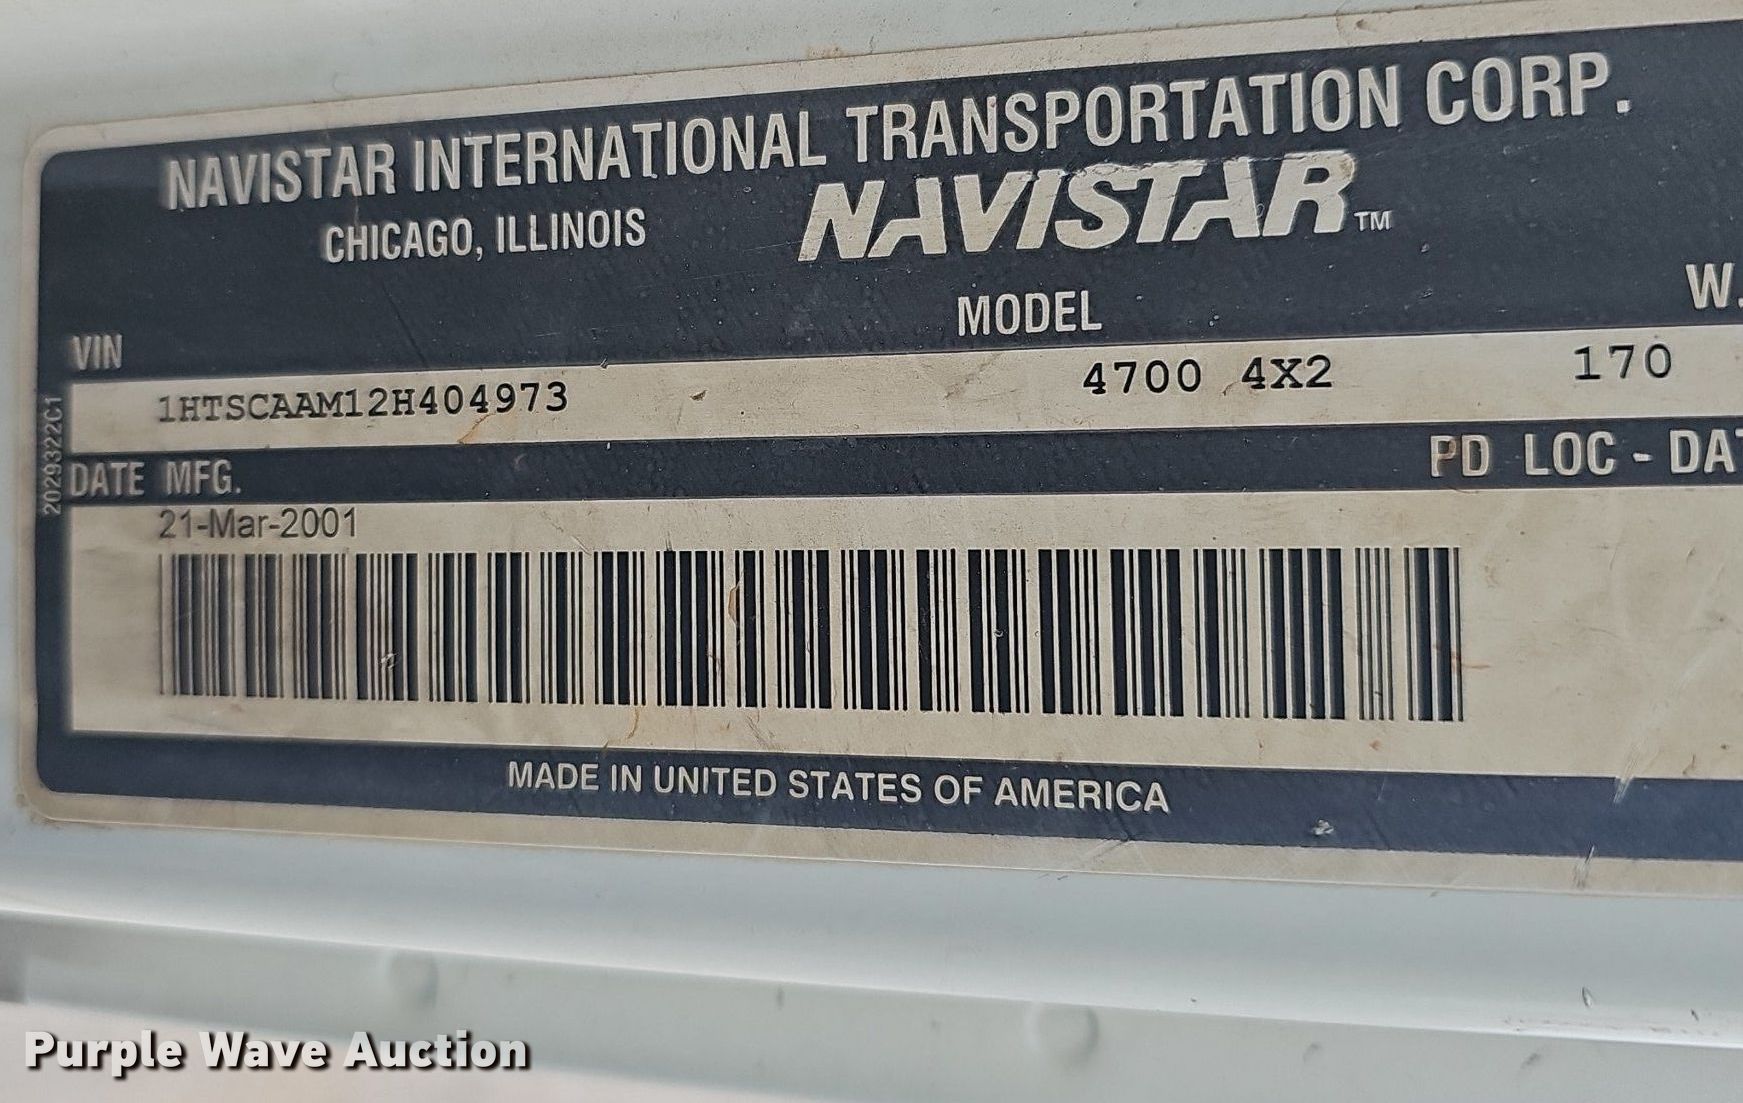 NAVISTAR INTERNATIONAL TRANSPORTATION CORP.
CHICAGO, ILLINOIS
NAVISTAR™
VIN
MODEL
W.
1HTSCAAM12H404973
4700 4X2
170
2029322C1
DATE MFG.
PD LOC - DAT
21-Mar-2001
MADE IN UNITED STATES OF AMERICA
Purple Wave Auction